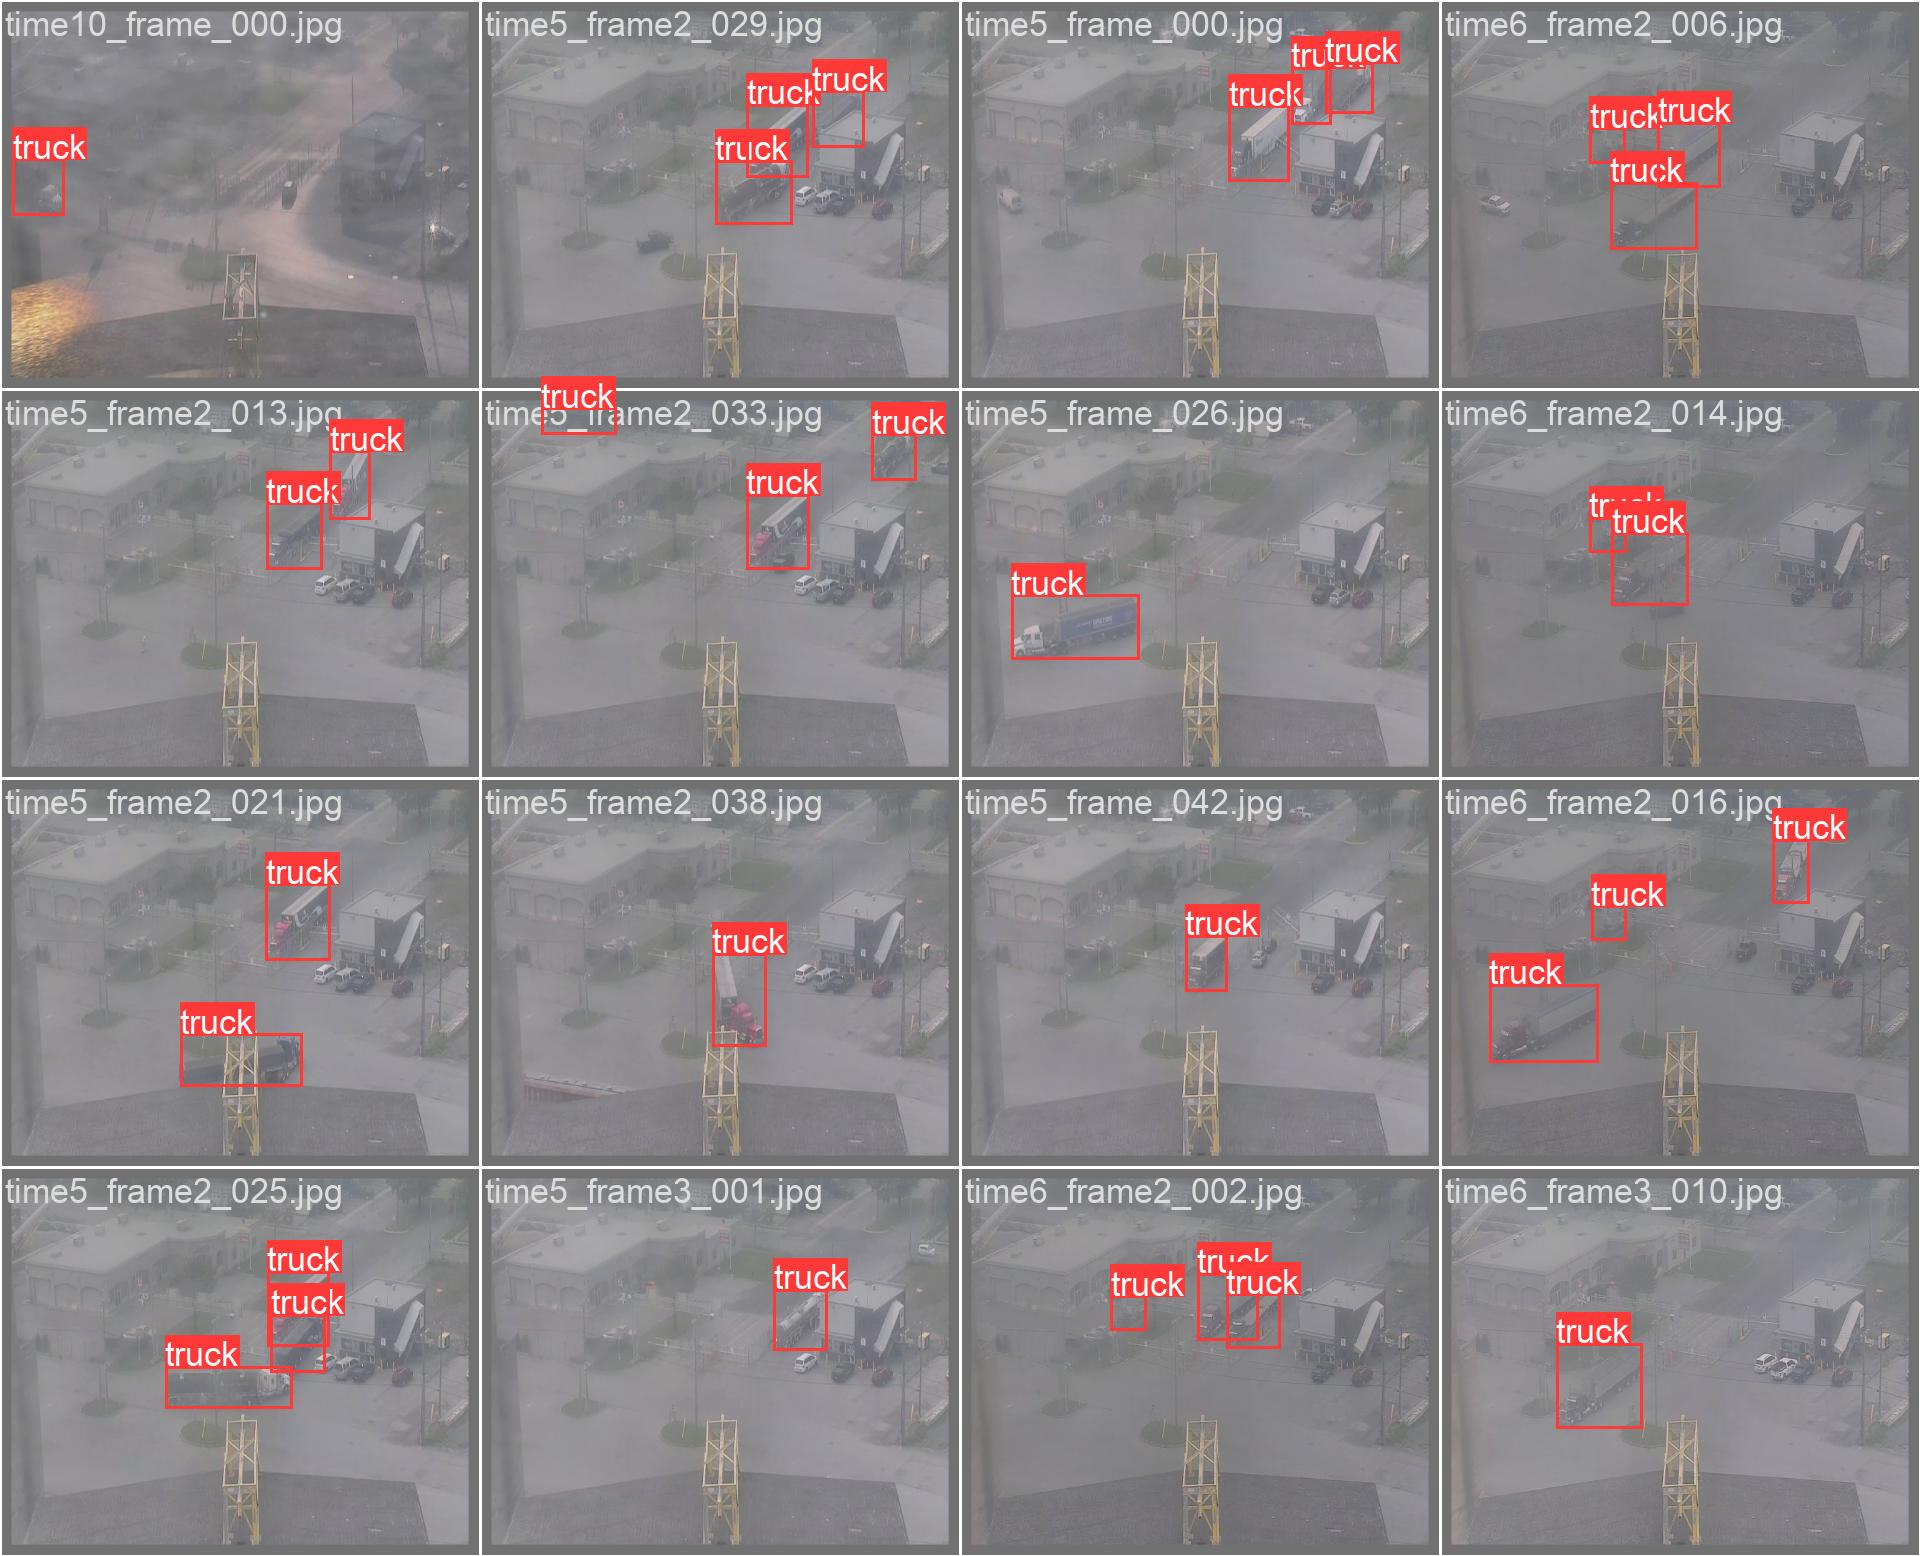 time10_frame_000.jpg
truck
time5_frame2_029.jpg
truck
truck
truck
time5_frame_000.jpg
truck
truck
time6_frame2_006.jpg
truck
truck
truck
time5_frame2_013.jpg
truck
truck
truck
time5_frame2_033.jpg
truck
truck
time5_frame_026.jpg
truck
time6_frame2_014.jpg
truck
time5_frame2_021.jpg
truck
truck
time5_frame2_038.jpg
truck
time5_frame_042.jpg
truck
time6_frame2_016.jpg
truck
truck
truck
time5_frame2_025.jpg
truck
truck
truck
time5_frame3_001.jpg
truck
time6_frame2_002.jpg
truck
truck
truck
time6_frame3_010.jpg
truck